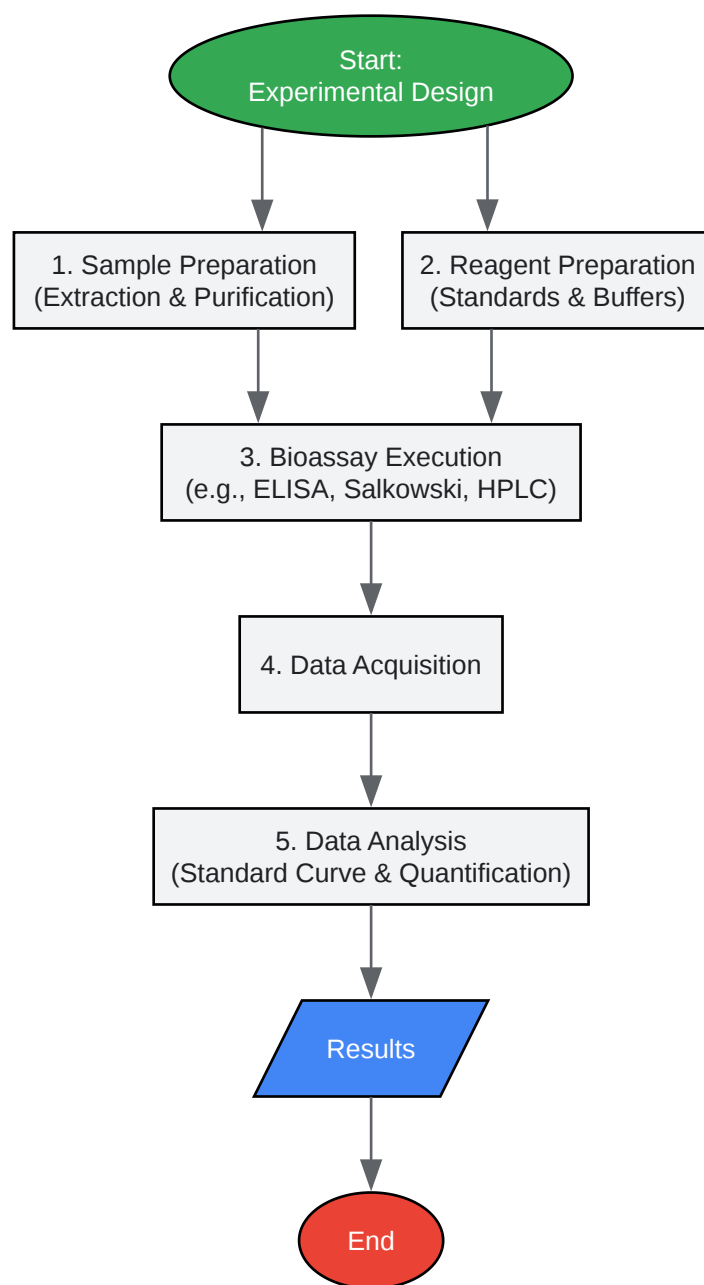 Start:
Experimental Design
1. Sample Preparation
(Extraction & Purification)
2. Reagent Preparation
(Standards & Buffers)
3. Bioassay Execution
(e.g., ELISA, Salkowski, HPLC)
4. Data Acquisition
5. Data Analysis
(Standard Curve & Quantification)
Results
End